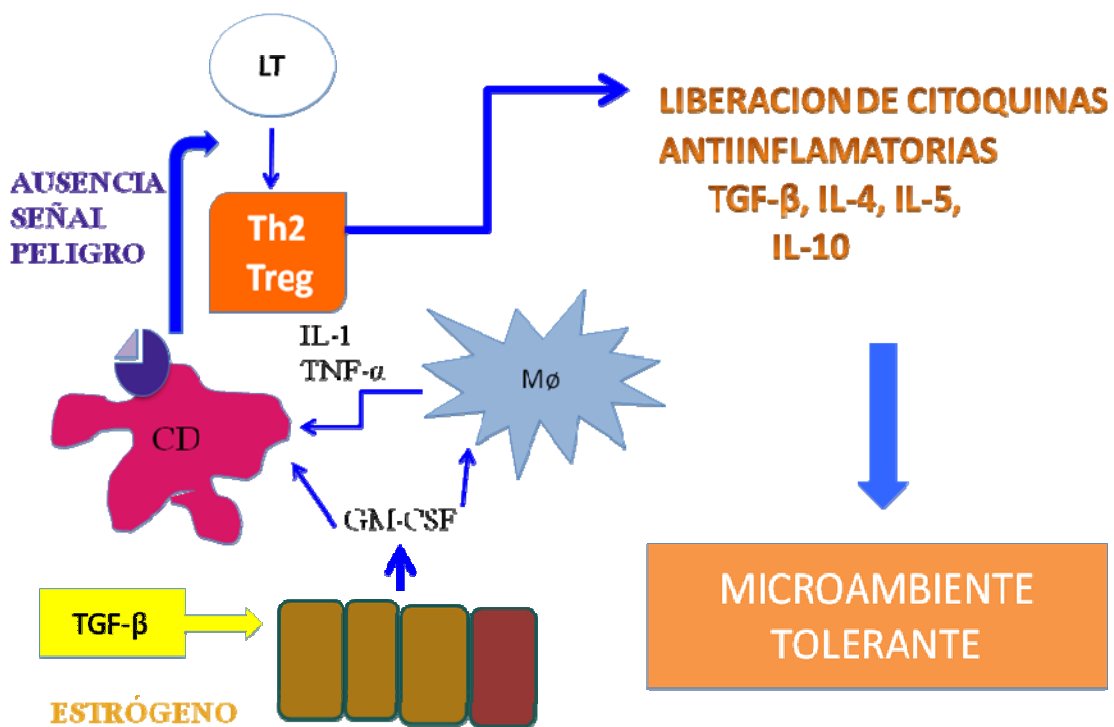 LT
AUSENCIA
SEÑAL
PELIGRO
Th2
Treg
LIBERACION DE CITOQUINAS
ANTIINFLAMATORIAS
TGF-β, IL-4, IL-5,
IL-10
IL-1
TNF-α
Mø
CD
GM-CSF
TGF-β
ESTRÓGENO
MICROAMBIENTE
TOLERANTE